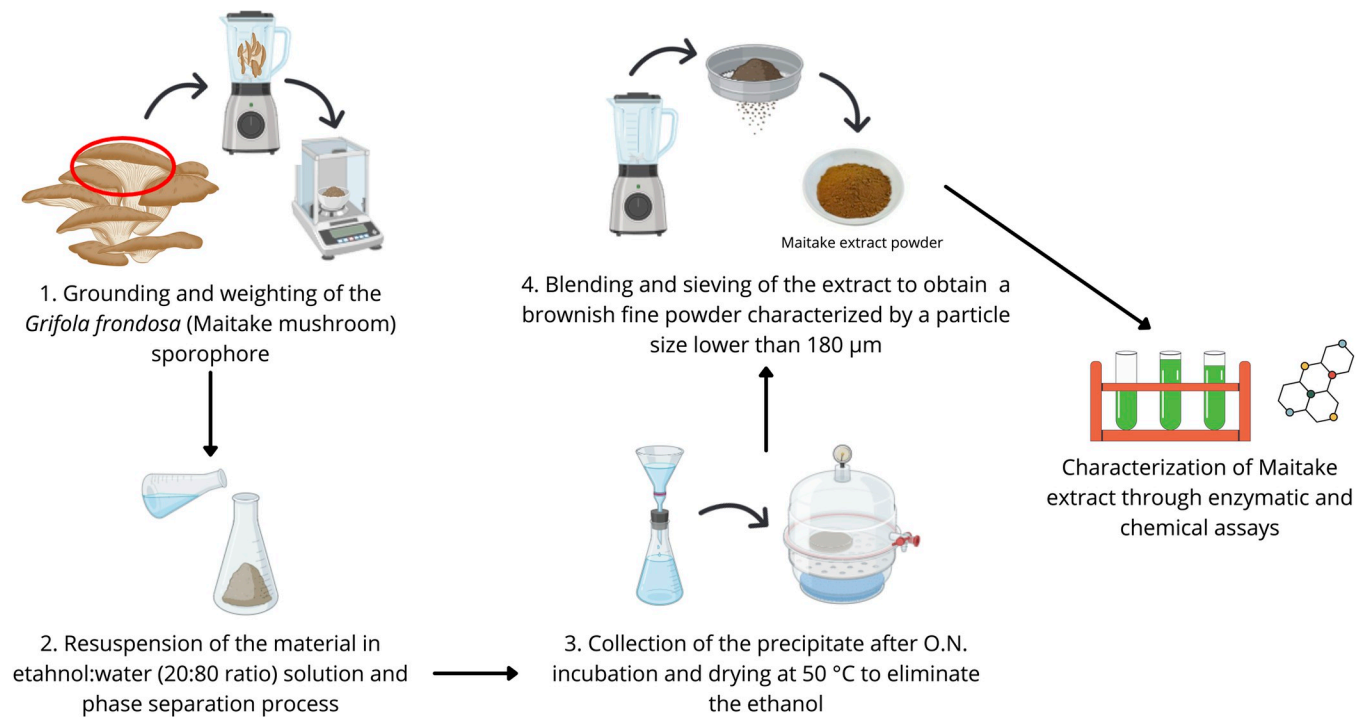 1. Grounding and weighting of the
Grifola frondosa (Maitake mushroom)
sporophore
2. Resuspension of the material in
etahnol:water (20:80 ratio) solution and
phase separation process
3. Collection of the precipitate after O.N.
incubation and drying at 50 °C to eliminate
the ethanol
Maitake extract powder
4. Blending and sieving of the extract to obtain  a
brownish fine powder characterized by a particle
size lower than 180 µm
Characterization of Maitake
extract through enzymatic and
chemical assays